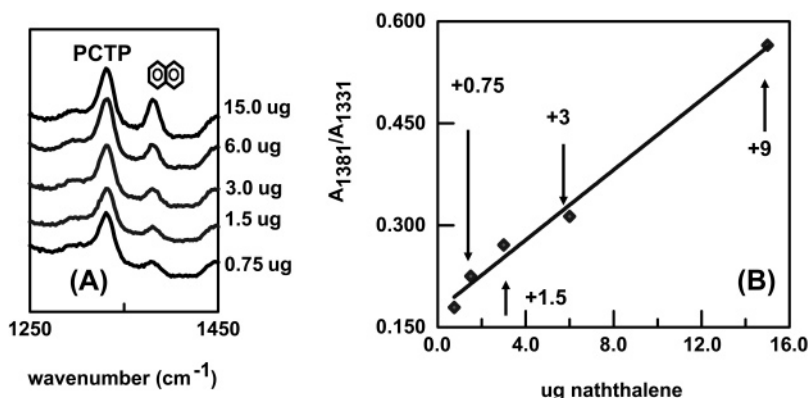 PCTP
15.0 ug
6.0 ug
3.0 ug
1.5 ug
0.75 ug
(A)
1250
1450
wavenumber (cm⁻¹)
0.600
0.450
0.300
0.150
A₁₃₈₁/A₁₃₃₁
+0.75
+3
+9
+1.5
(B)
0.0
4.0
8.0
12.0
16.0
ug naththalene